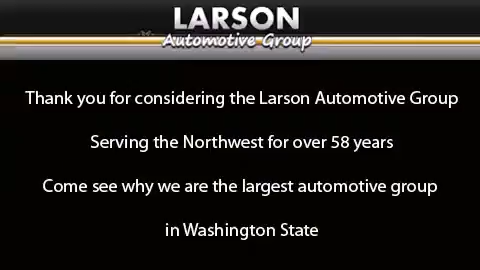 LARSON
Automotive Group
Thank you for considering the Larson Automotive Group
Serving the Northwest for over 58 years
Come see why we are the largest automotive group
in Washington State